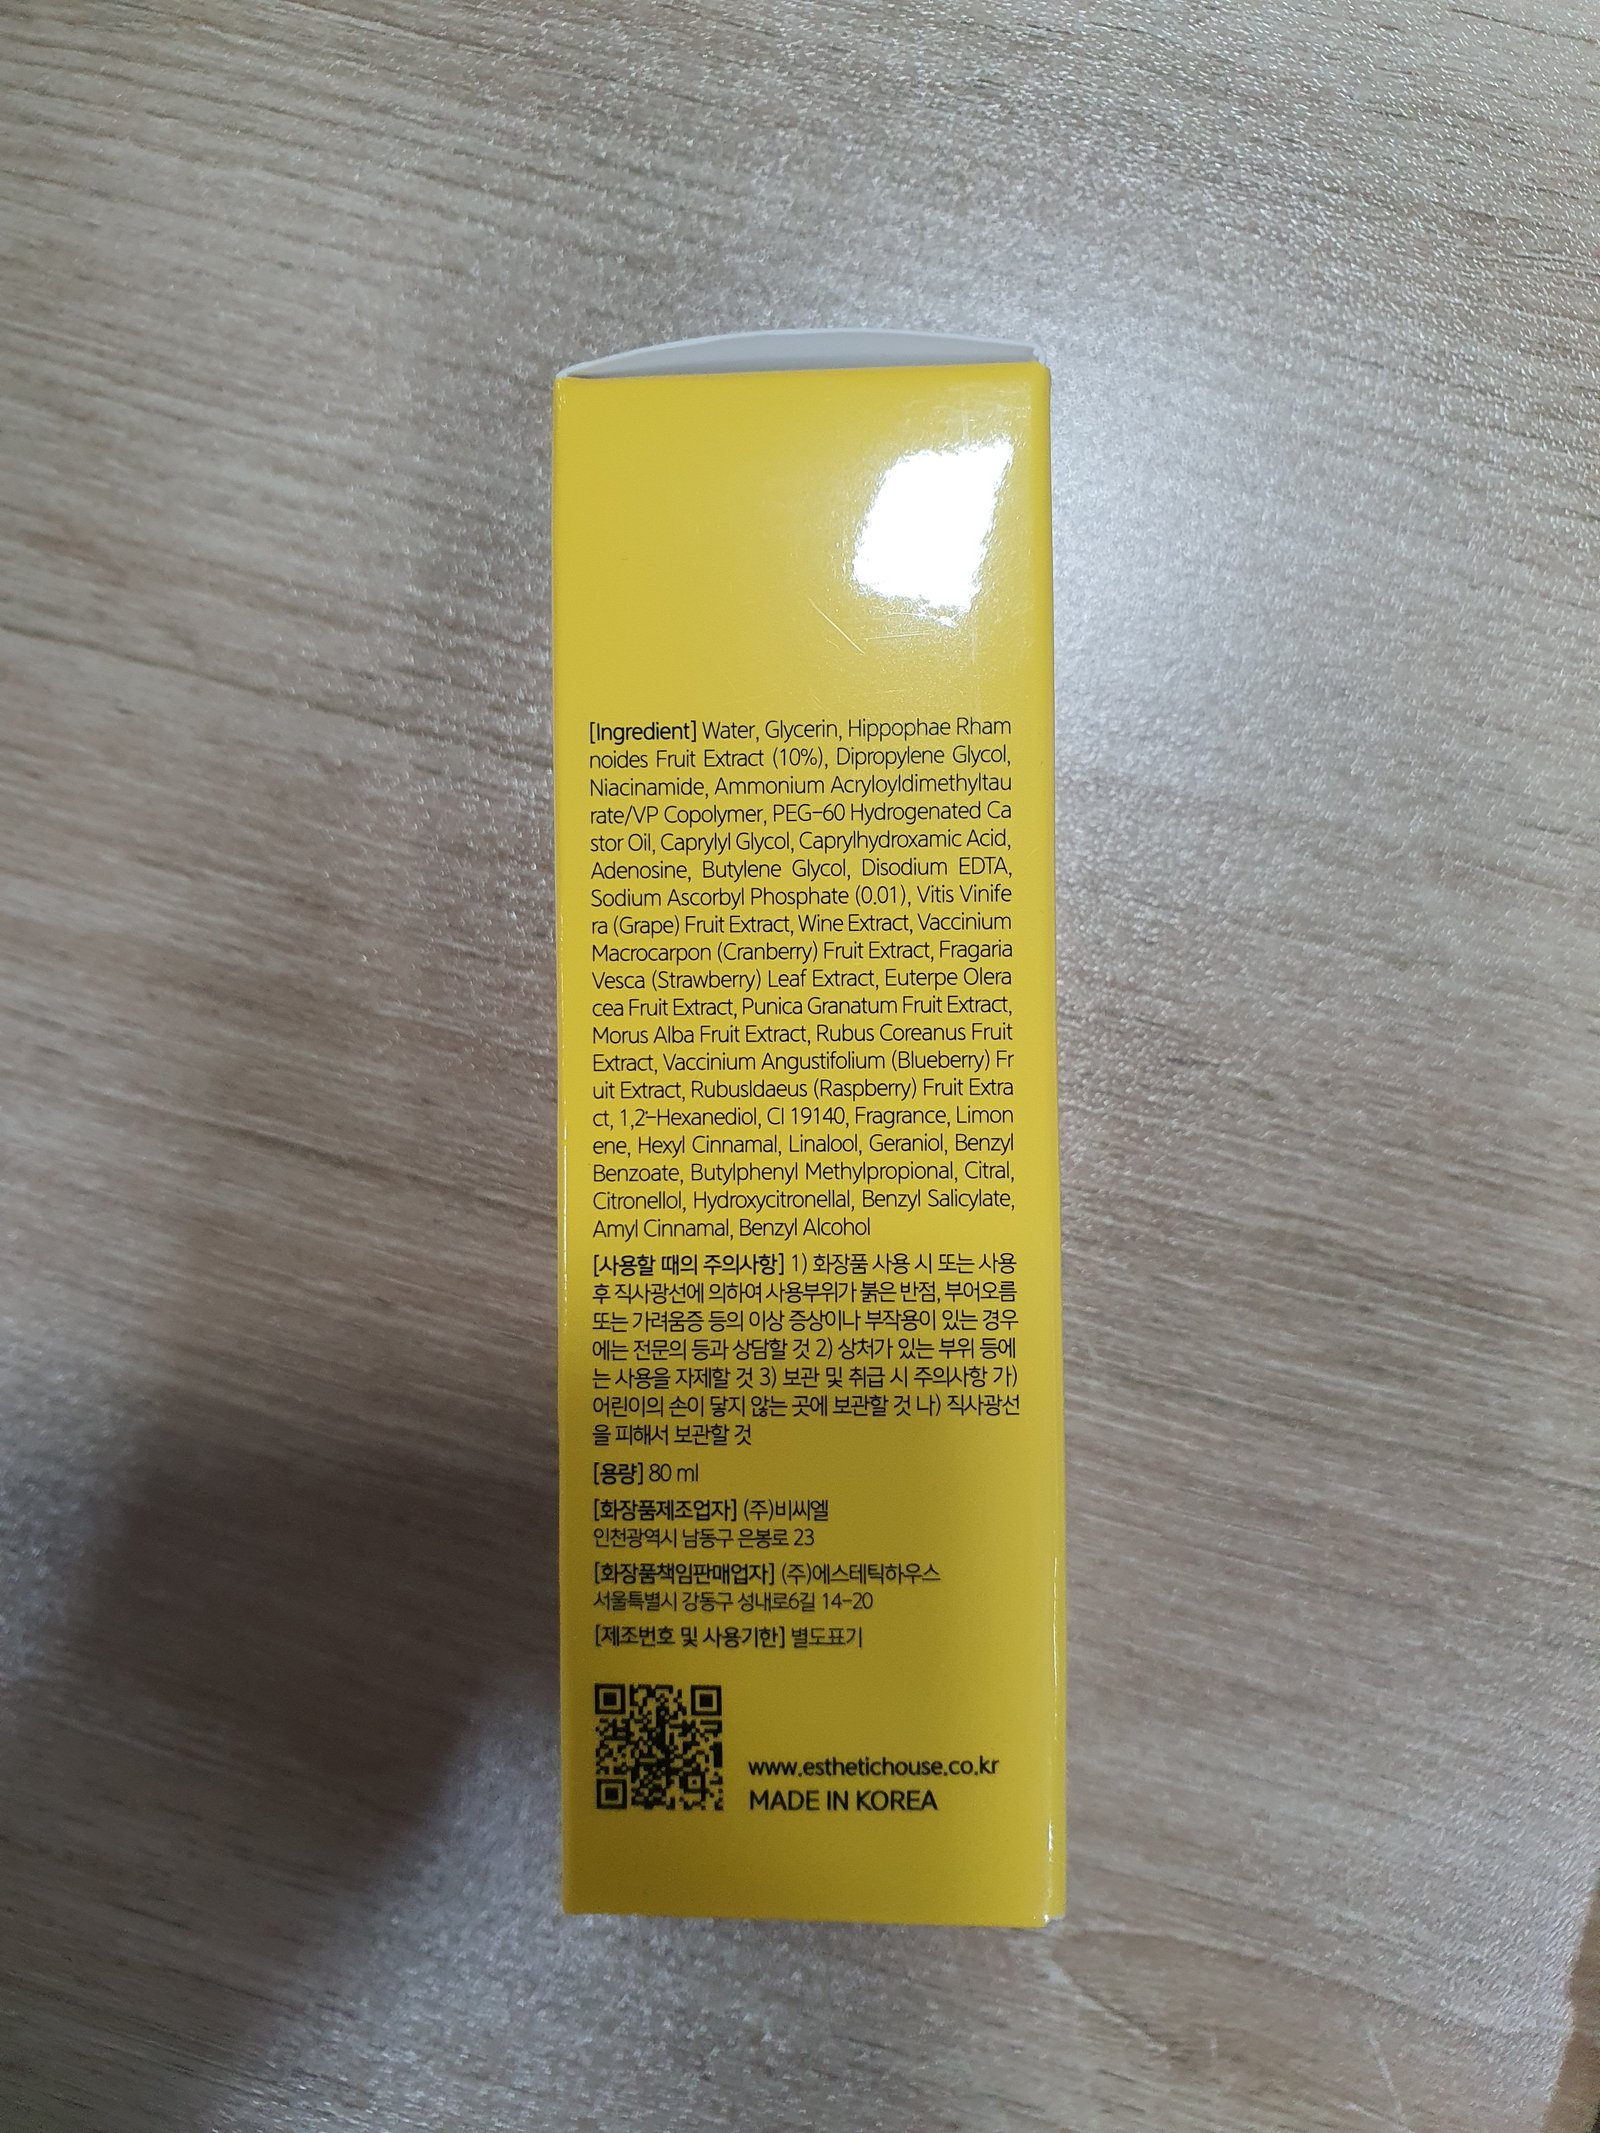 [Ingredient] Water, Glycerin, Hippophae Rham
noides Fruit Extract (10%), Dipropylene Glycol,
Niacinamide, Ammonium Acryloyldimethyltau
rate/VP Copolymer, PEG-60 Hydrogenated Ca
stor Oil, Caprylyl Glycol, Caprylhydroxamic Acid,
Adenosine, Butylene Glycol, Disodium EDTA,
Sodium Ascorbyl Phosphate (0.01), Vitis Vinife
ra (Grape) Fruit Extract, Wine Extract, Vaccinium
Macrocarpon (Cranberry) Fruit Extract, Fragaria
Vesca (Strawberry) Leaf Extract, Euterpe Olera
cea Fruit Extract, Punica Granatum Fruit Extract,
Morus Alba Fruit Extract, Rubus Coreanus Fruit
Extract, Vaccinium Angustifolium (Blueberry) Fr
uit Extract, RubusIdaeus (Raspberry) Fruit Extra
ct, 1,2-Hexanediol, CI 19140, Fragrance, Limon
ene, Hexyl Cinnamal, Linalool, Geraniol, Benzyl
Benzoate, Butylphenyl Methylpropional, Citral,
Citronellol, Hydroxycitronellal, Benzyl Salicylate,
Amyl Cinnamal, Benzyl Alcohol
[사용할 때의 주의사항] 1) 화장품 사용 시 또는 사용
후 직사광선에 의하여 사용부위가 붉은 반점, 부어오름
또는 가려움증 등의 이상 증상이나 부작용이 있는 경우
에는 전문의 등과 상담할 것 2) 상처가 있는 부위 등에
는 사용을 자제할 것 3) 보관 및 취급 시 주의사항 가)
어린이의 손이 닿지 않는 곳에 보관할 것 나) 직사광선
을 피해서 보관할 것
[용량] 80 ml
[화장품제조업자] (주)비씨엘
인천광역시 남동구 은봉로 23
[화장품책임판매업자] (주)에스테틱하우스
서울특별시 강동구 성내로6길 14-20
[제조번호 및 사용기한] 별도표기
www.esthetichouse.co.kr
MADE IN KOREA